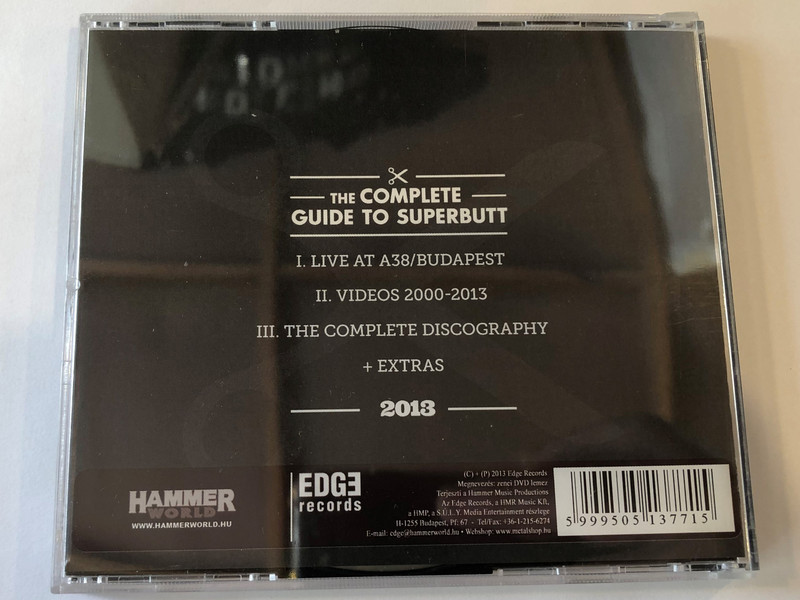 THE COMPLETE
GUIDE TO SUPERBUTT
I. LIVE AT A38/BUDAPEST
II. VIDEOS 2000-2013
III. THE COMPLETE DISCOGRAPHY
+ EXTRAS
2013
HAMMER
WORLD
WWW.HAMMERWORLD.HU
EDGE
records
(C) + (P) 2013 Edge Records
Megnevezés: zenei DVD lemez
Terjeszti a Hammer Music Productions
Az Edge Records, a HMR Music Kft,
a HMP, a S.U.L.Y. Media Entertainment részlege
H-1255 Budapest, Pf: 67 - Tel/Fax: +36-1-215-6274
E-mail: edge@hammerworld.hu • Webshop: www.metalshop.hu
5 999505 137715